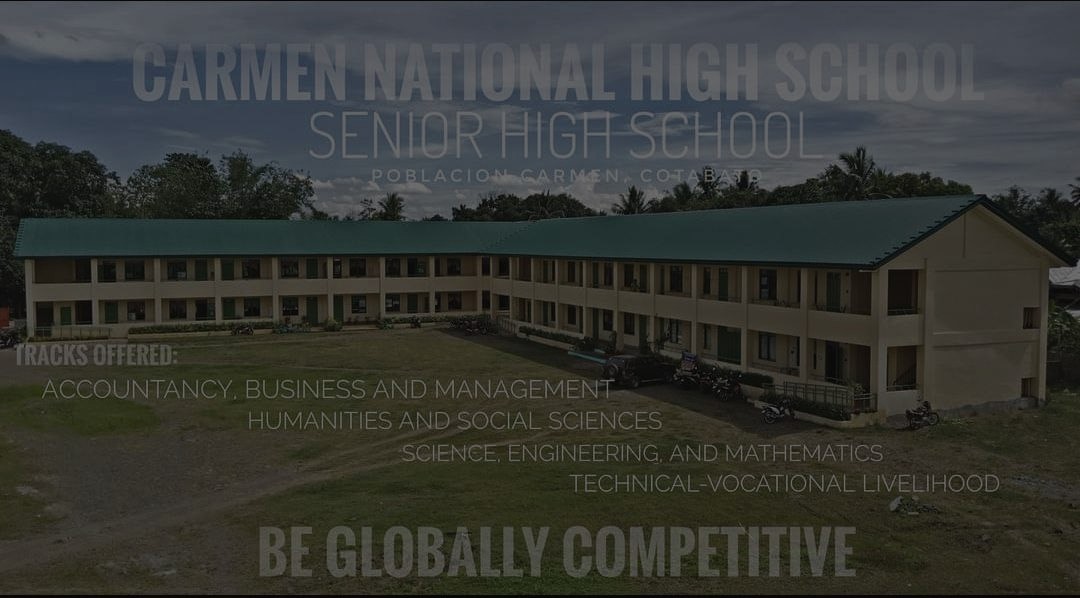 CARMEN NATIONAL HIGH SCHOOL
SENIOR HIGH SCHOOL
POBLACION CARMEN, COTABATO
TRACKS OFFERED:
ACCOUNTANCY, BUSINESS AND MANAGEMENT
HUMANITIES AND SOCIAL SCIENCES
SCIENCE, ENGINEERING, AND MATHEMATICS
TECHNICAL-VOCATIONAL LIVELIHOOD
BE GLOBALLY COMPETITIVE